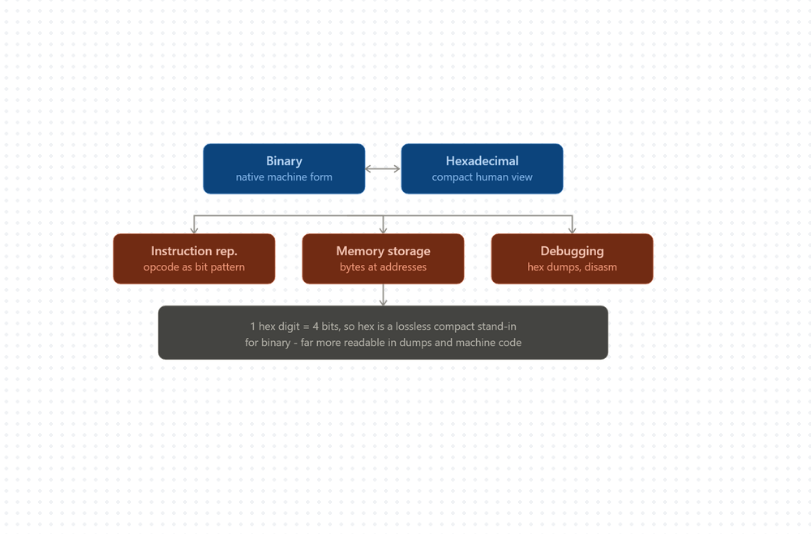 Binary
native machine form
Hexadecimal
compact human view
Instruction rep.
opcode as bit pattern
Memory storage
bytes at addresses
Debugging
hex dumps, disasm
1 hex digit = 4 bits, so hex is a lossless compact stand-in
for binary - far more readable in dumps and machine code